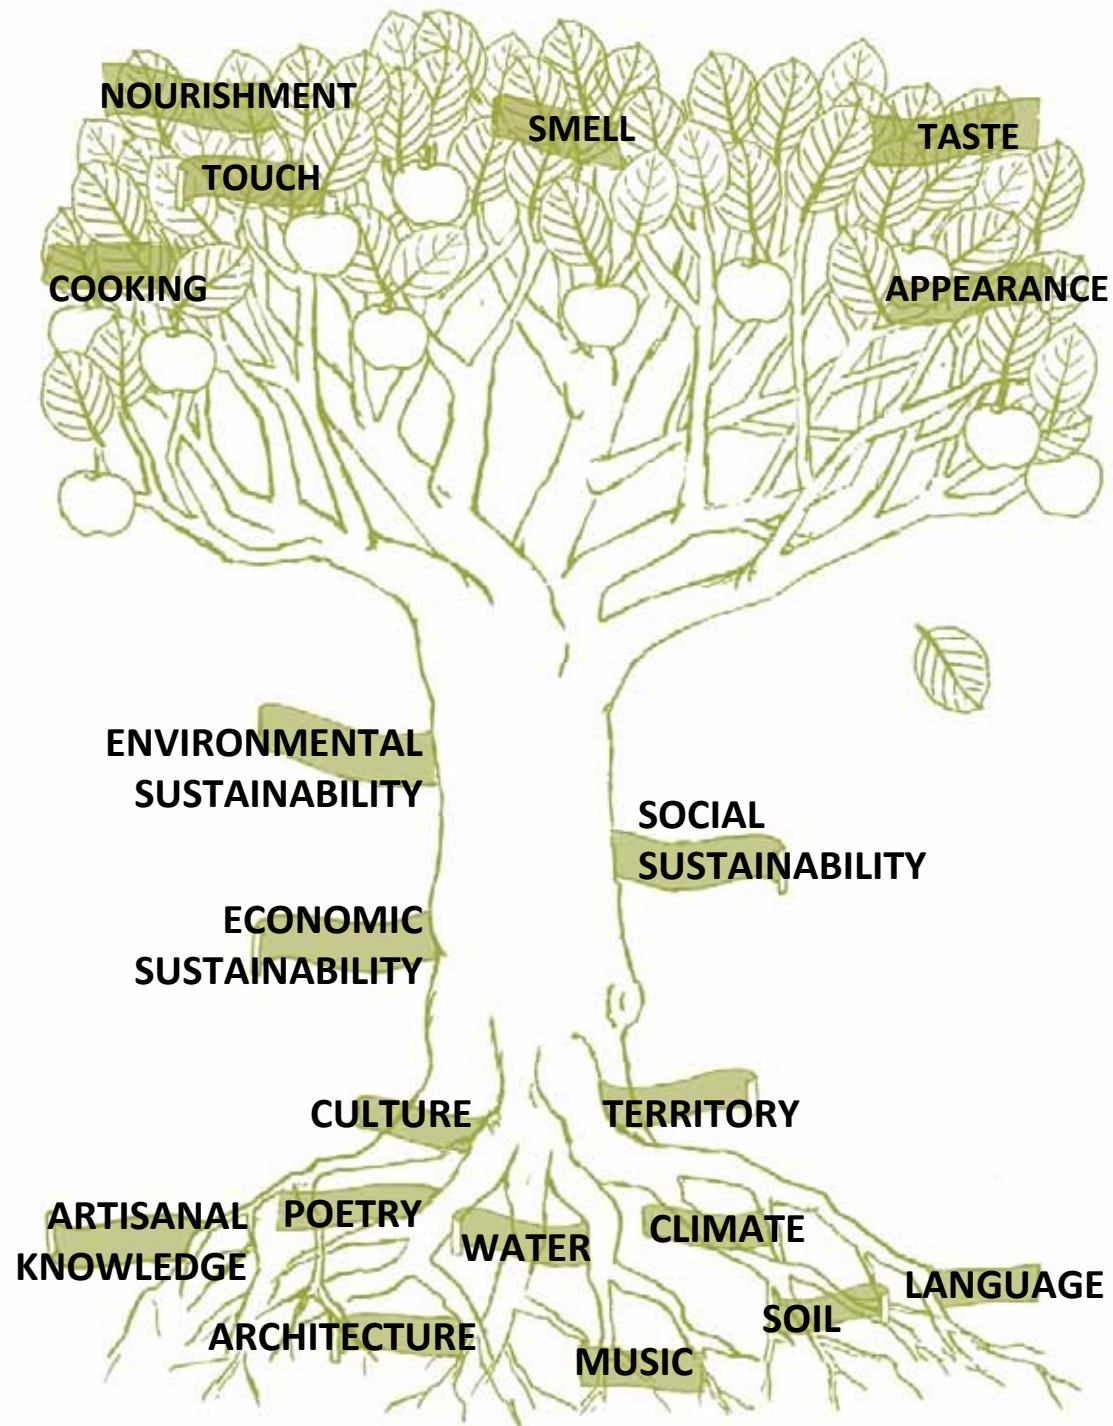 NOURISHMENT
SMELL
TASTE
TOUCH
COOKING
APPEARANCE
ENVIRONMENTAL
SUSTAINABILITY
SOCIAL
SUSTAINABILITY
ECONOMIC
SUSTAINABILITY
CULTURE
TERRITORY
ARTISANAL
KNOWLEDGE
POETRY
WATER
CLIMATE
LANGUAGE
SOIL
ARCHITECTURE
MUSIC